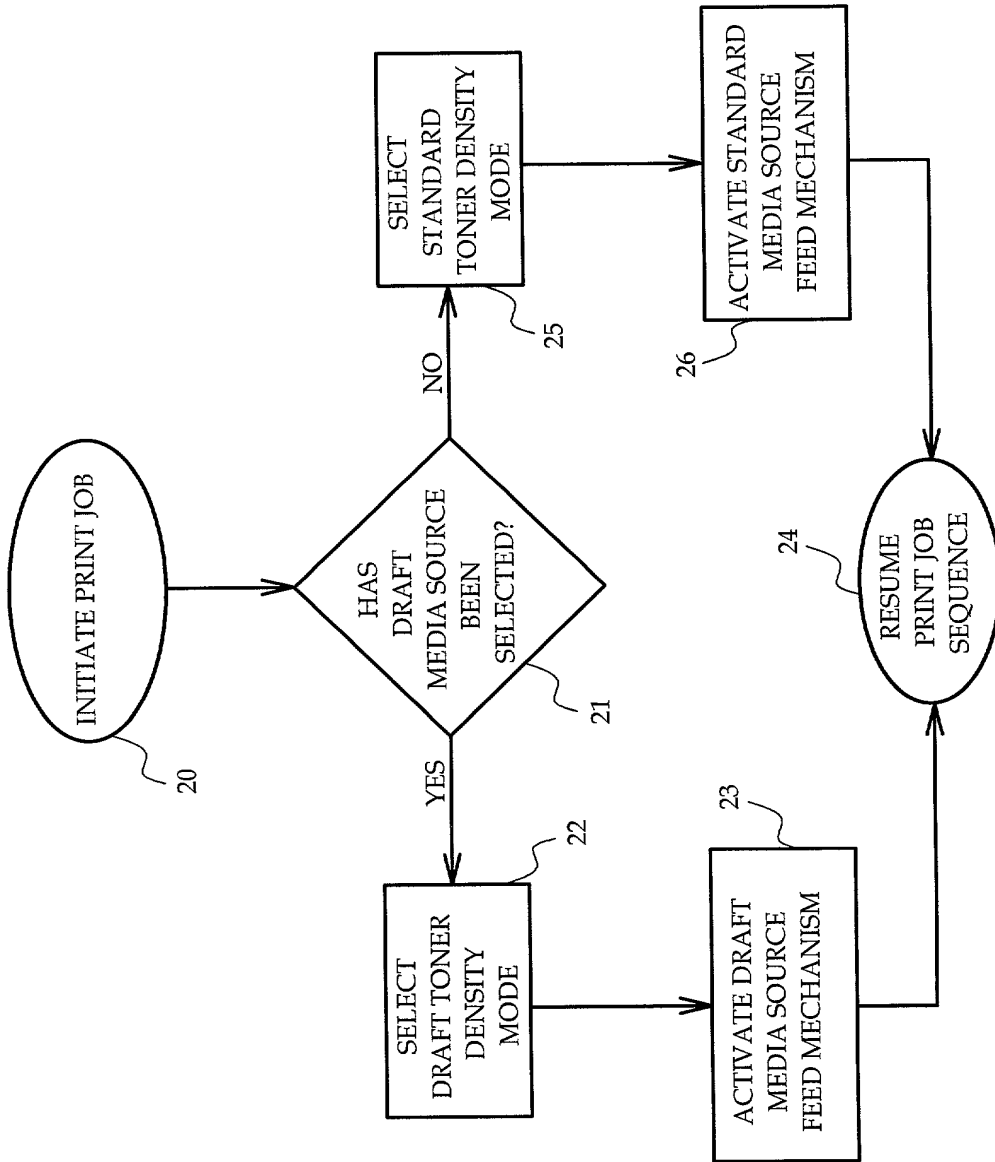 INITIATE PRINT JOB
20
HAS
DRAFT
MEDIA SOURCE
BEEN
SELECTED?
21
YES
NO
SELECT
DRAFT TONER
DENSITY
MODE
22
SELECT
STANDARD
TONER DENSITY
MODE
25
ACTIVATE DRAFT
MEDIA SOURCE
FEED MECHANISM
23
ACTIVATE STANDARD
MEDIA SOURCE
FEED MECHANISM
26
RESUME
PRINT JOB
SEQUENCE
24